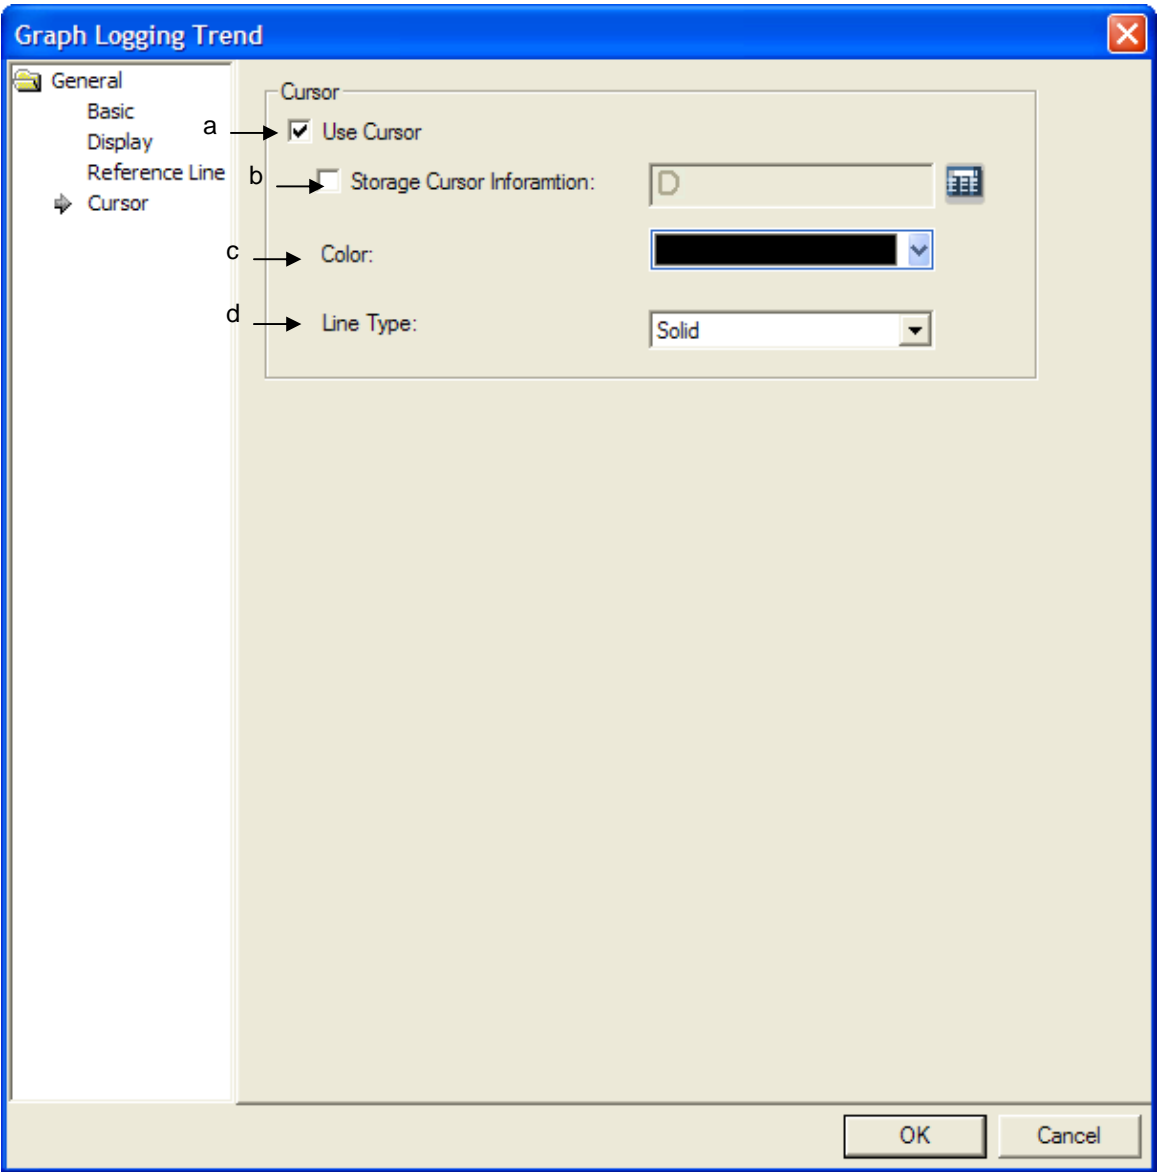 Graph Logging Trend
General
Basic
Display
Reference Line
Cursor
Cursor
a
Use Cursor
b
Storage Cursor Inforamtion:
D
c
Color:
d
Line Type:
Solid
OK
Cancel